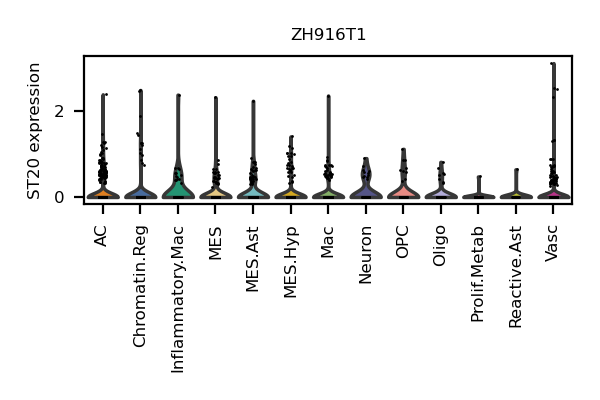 ZH916T1
ST20 expression
2
0
AC
Chromatin.Reg
Inflammatory.Mac
MES
MES.Ast
MES.Hyp
Mac
Neuron
OPC
Oligo
Prolif.Metab
Reactive.Ast
Vasc